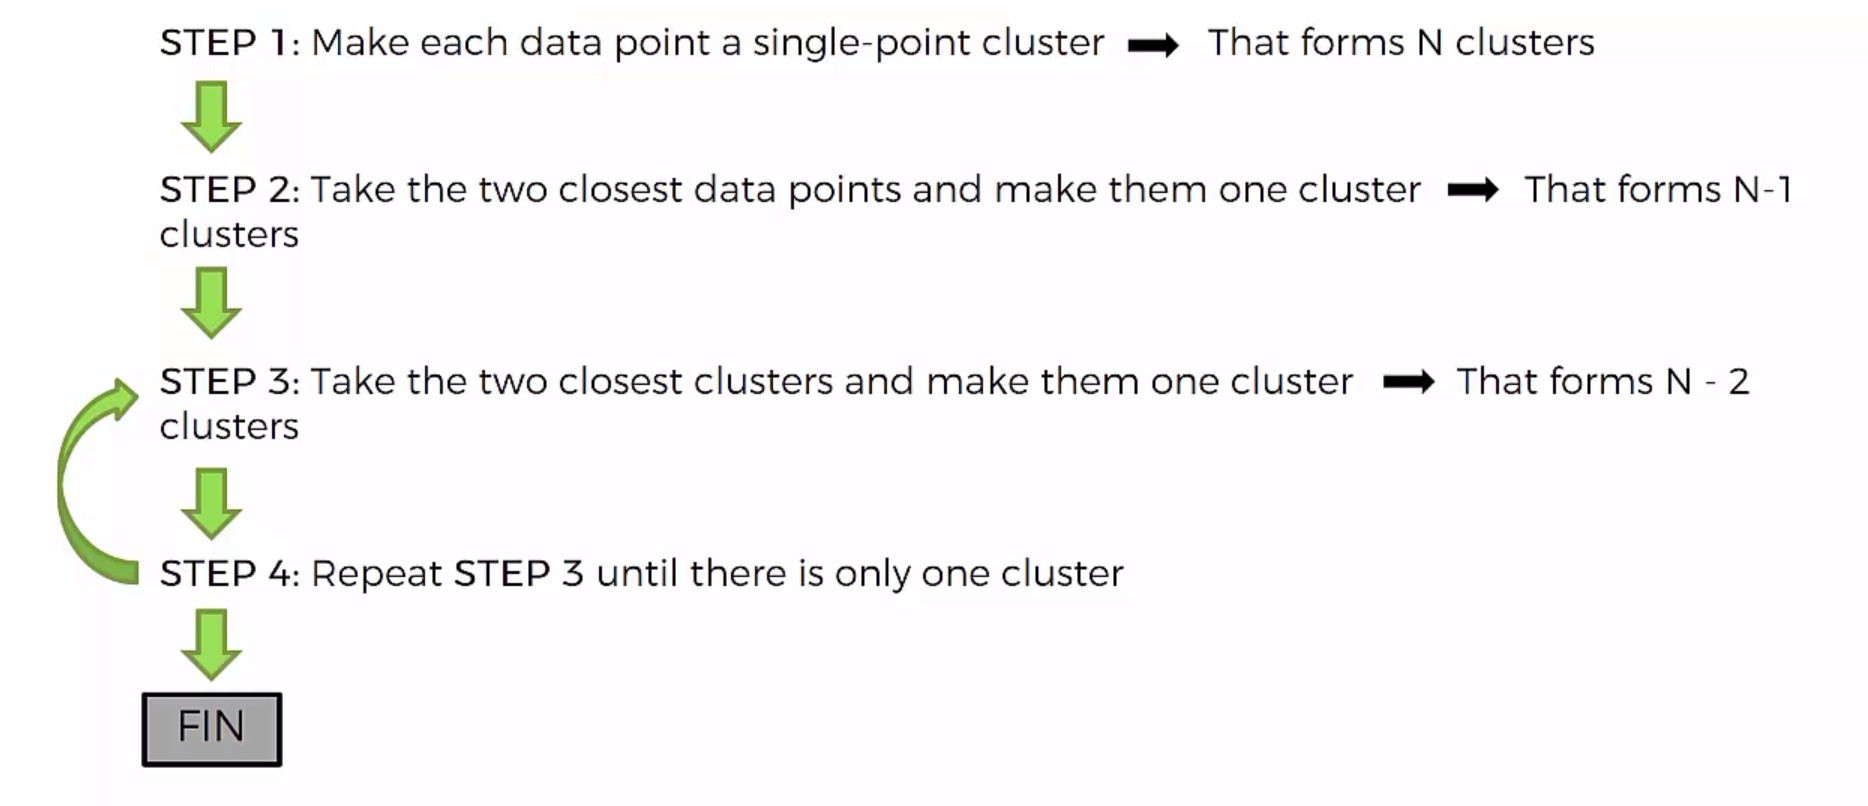 STEP 1: Make each data point a single-point cluster ➡ That forms N clusters
STEP 2: Take the two closest data points and make them one cluster ➡ That forms N-1
clusters
STEP 3: Take the two closest clusters and make them one cluster ➡ That forms N - 2
clusters
STEP 4: Repeat STEP 3 until there is only one cluster
FIN